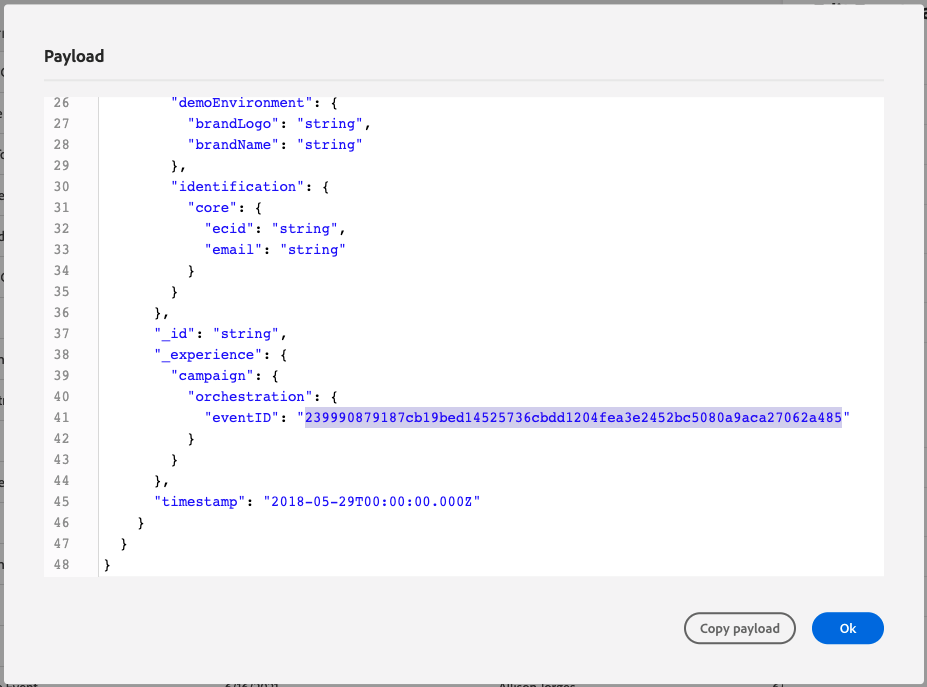 Payload
26 "demoEnvironment": {
27 "brandLogo": "string",
28 "brandName": "string"
29 },
30 "identification": {
31 "core": {
32 "ecid": "string",
33 "email": "string"
34 }
35 }
36 },
37 "_id": "string",
38 "_experience": {
39 "campaign": {
40 "orchestration": {
41 "eventID": "239990879187cb19bed14525736cbdd1204fea3e2452bc5080a9aca27062a485"
42 }
43 }
44 },
45 "timestamp": "2018-05-29T00:00:00.000Z"
46 }
47 }
48 }
Copy payload
Ok